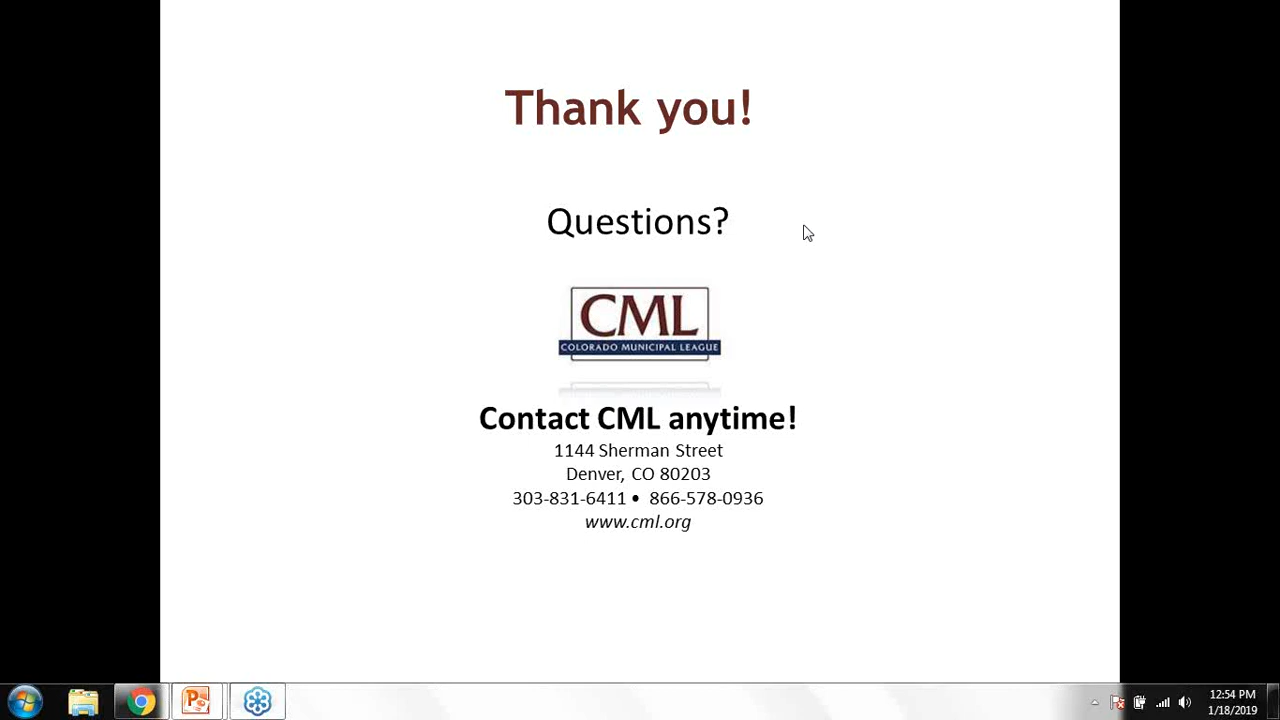 Thank you!
Questions?
CML
COLORADO MUNICIPAL LEAGUE
Contact CML anytime!
1144 Sherman Street
Denver, CO 80203
303-831-6411 • 866-578-0936
www.cml.org
12:54 PM
1/18/2019